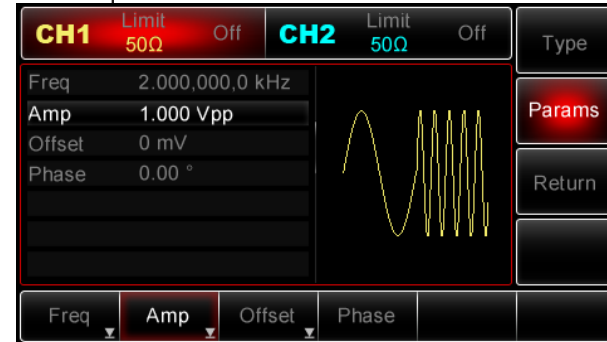 CH1 Limit 50Ω Off CH2 Limit 50Ω Off
Type
Freq 2.000,000,0 kHz
Amp 1.000 Vpp
Params
Offset 0 mV
Phase 0.00 °
Return
Freq Amp Offset Phase